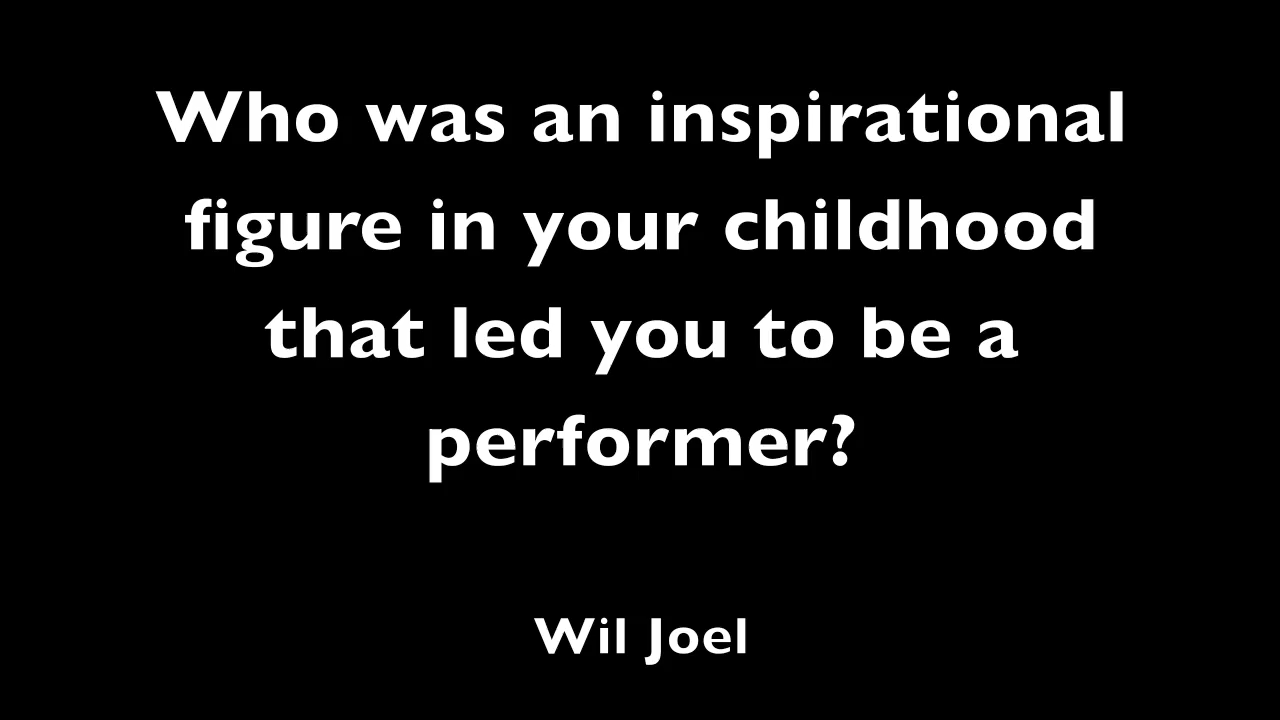 Who was an inspirational
figure in your childhood
that led you to be a
performer?
Wil Joel